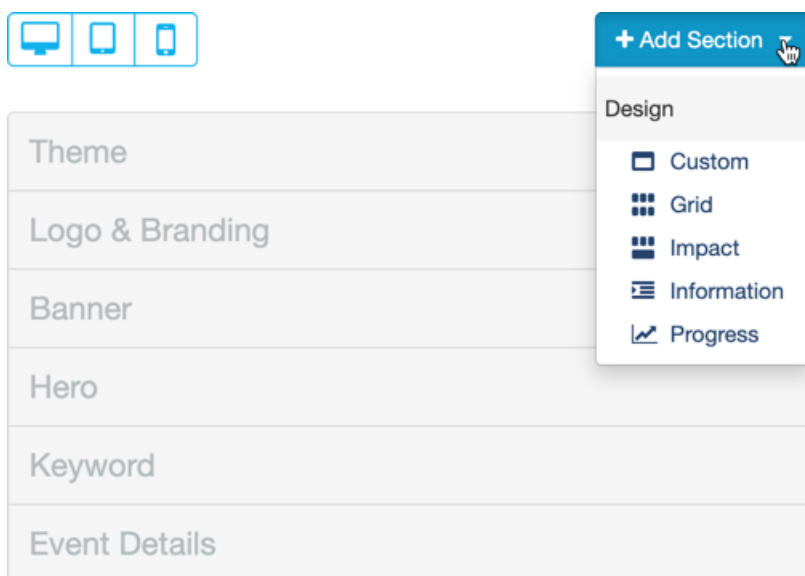 + Add Section
Design
Custom
Grid
Impact
Information
Progress
Theme
Logo & Branding
Banner
Hero
Keyword
Event Details